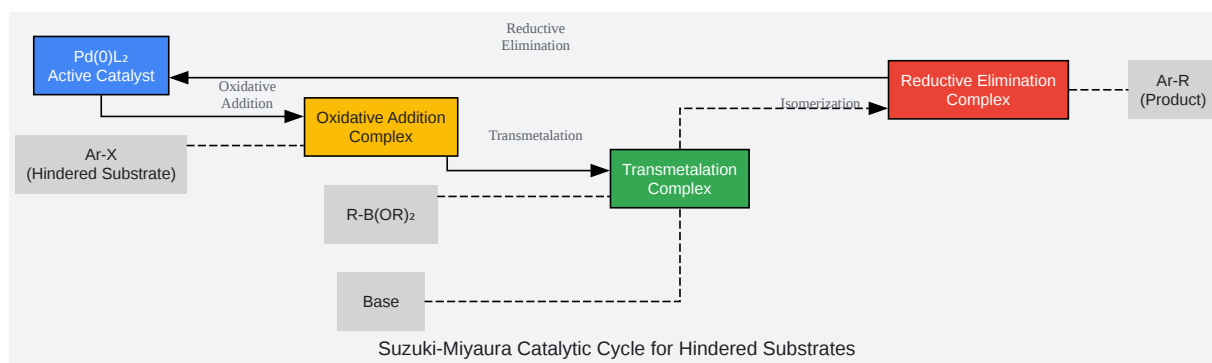 Reductive
Elimination
Pd(0)L₂
Active Catalyst
Reductive Elimination
Complex
Ar-R
(Product)
Oxidative
Addition
Isomerization
Oxidative Addition
Complex
Transmetalation
Ar-X
(Hindered Substrate)
Transmetalation
Complex
R-B(OR)₂
Base
Suzuki-Miyaura Catalytic Cycle for Hindered Substrates